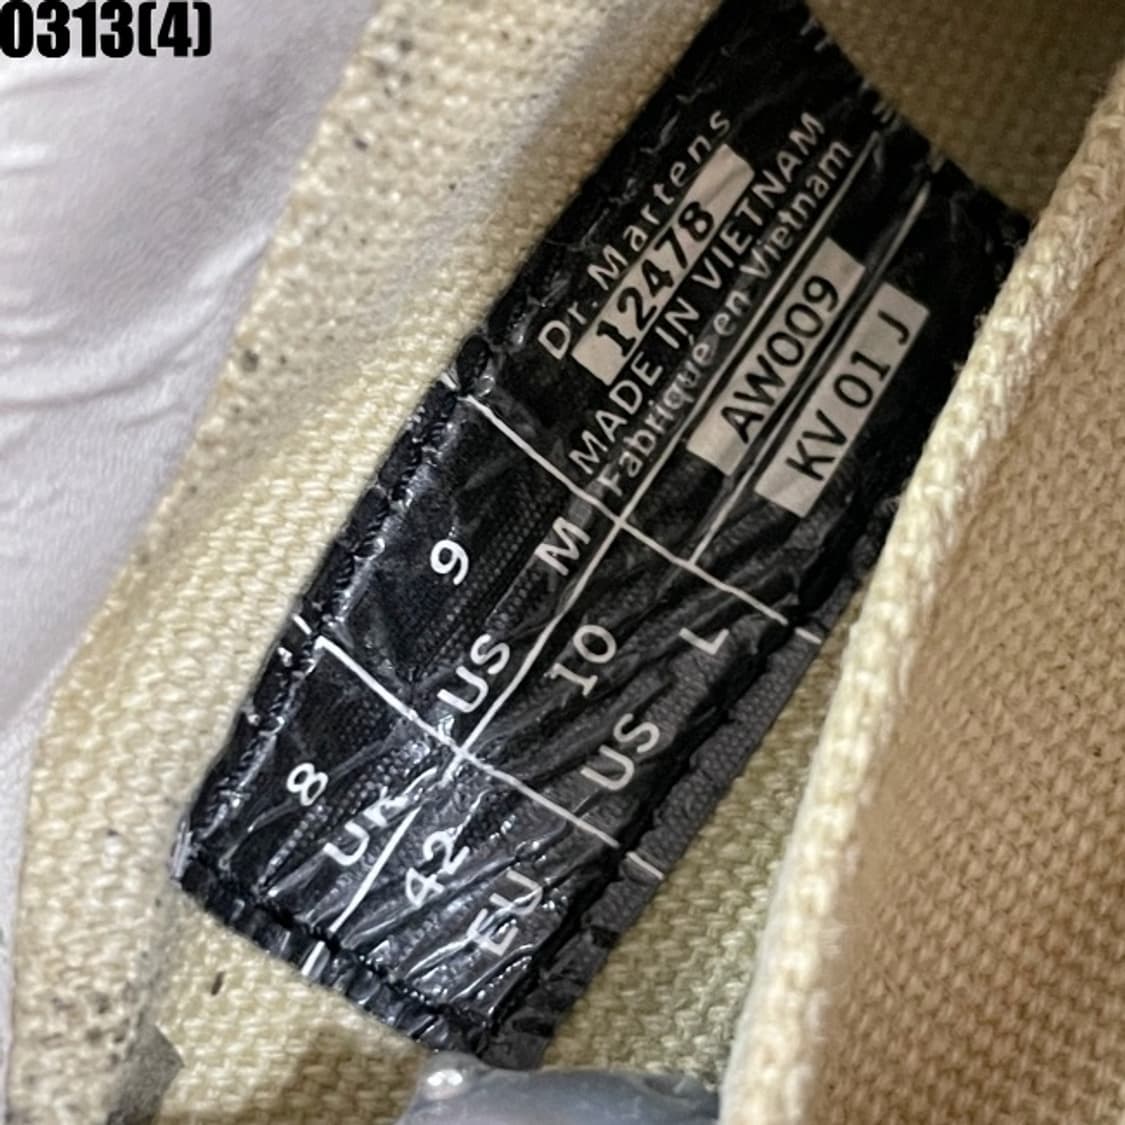 0313(4)
Dr. Martens
12478
MADE IN VIETNAM
Fabriqué en Vietnam
AW009
KV 01 J
9
US M
10
US L
8
UK
42
EU